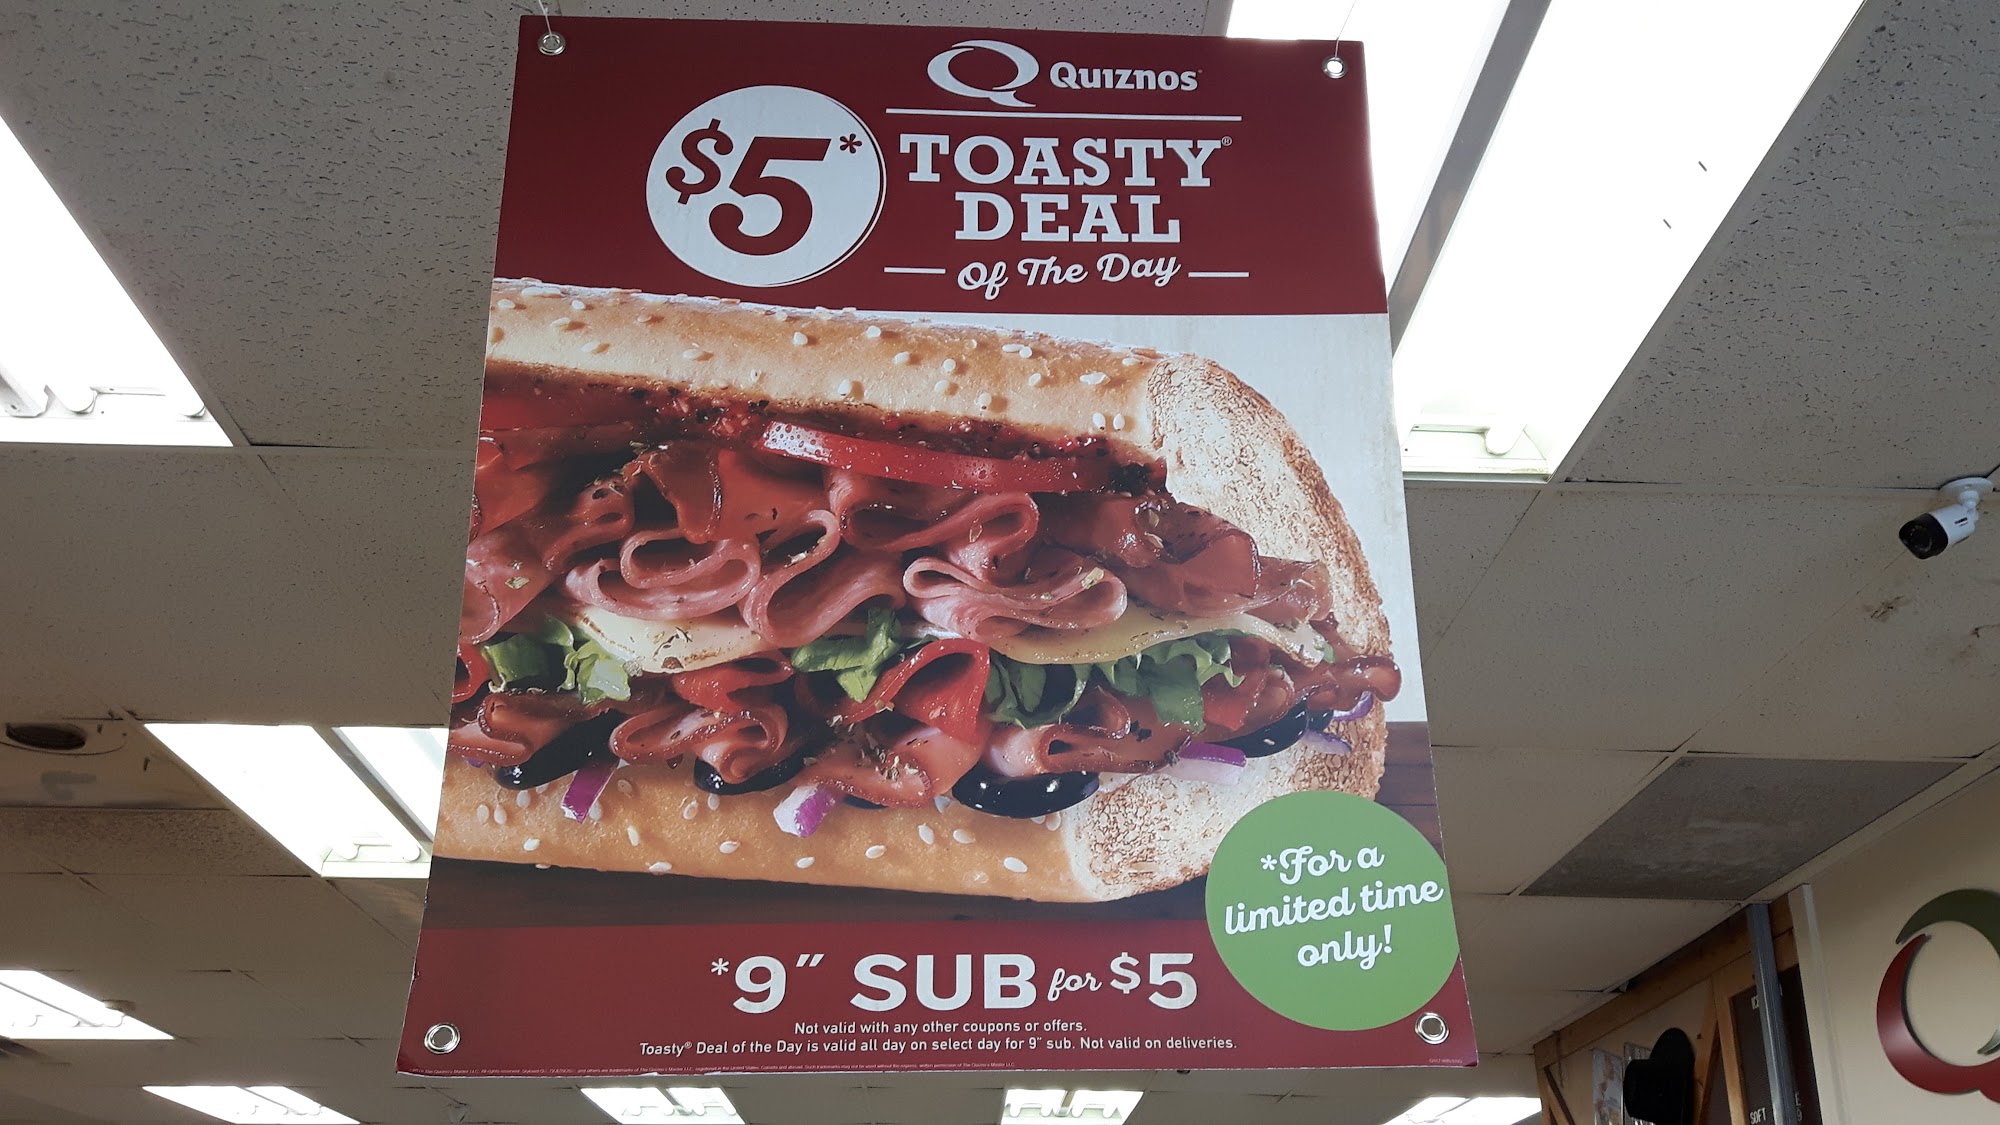 Quiznos
$5*
TOASTY®
DEAL
Of The Day
*For a
limited time
only!
*9" SUB for $5
Not valid with any other coupons or offers.
Toasty® Deal of the Day is valid all day on select day for 9" sub. Not valid on deliveries.
SOFT